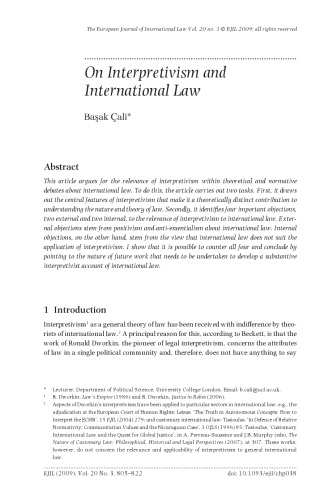 The European Journal of International Law Vol. 20 no. 3 © EJIL 2009; all rights reserved
On Interpretivism and
International Law
Başak Çali*
Abstract
This article argues for the relevance of interpretivism within theoretical and normative
debates about international law. To do this, the article carries out two tasks. First, it draws
out the central features of interpretivism that make it a theoretically distinct contribution to
understanding the nature and theory of law. Secondly, it identifies four important objections,
two external and two internal, to the relevance of interpretivism to international law. Exter-
nal objections stem from positivism and anti-essentialism about international law. Internal
objections, on the other hand, stem from the view that international law does not suit the
application of interpretivism. I show that it is possible to counter all four and conclude by
pointing to the nature of future work that needs to be undertaken to develop a substantive
interpretivist account of international law.
1 Introduction
Interpretivism¹ as a general theory of law has been received with indifference by theo-
rists of international law.² A principal reason for this, according to Beckett, is that the
work of Ronald Dworkin, the pioneer of legal interpretivism, concerns the attributes
of law in a single political community and, therefore, does not have anything to say
* Lecturer, Department of Political Science, University College London. Email: b.cali@ucl.ac.uk.
¹ R. Dworkin, Law's Empire (1986) and R. Dworkin, Justice in Robes (2006).
² Aspects of Dworkin's interpretivism have been applied to particular sectors in international law: e.g., the
adjudication at the European Court of Human Rights: Letsas, 'The Truth in Autonomous Concepts: How to
Interpret the ECHR', 15 EJIL (2004) 279; and customary international law: Tasioulas, 'In Defence of Relative
Normativity: Communitarian Values and the Nicaragua Case', 16 OJLS (1996) 85; Tasioulas, 'Customary
International Law and the Quest for Global Justice', in A. Perreau-Saussine and J.B. Murphy (eds), The
Nature of Customary Law: Philosophical, Historical and Legal Perspectives (2007), at 307. These works,
however, do not concern the relevance and applicability of interpretivism to general international
law.
EJIL (2009), Vol. 20 No. 3, 805–822
doi: 10.1093/ejil/chp038